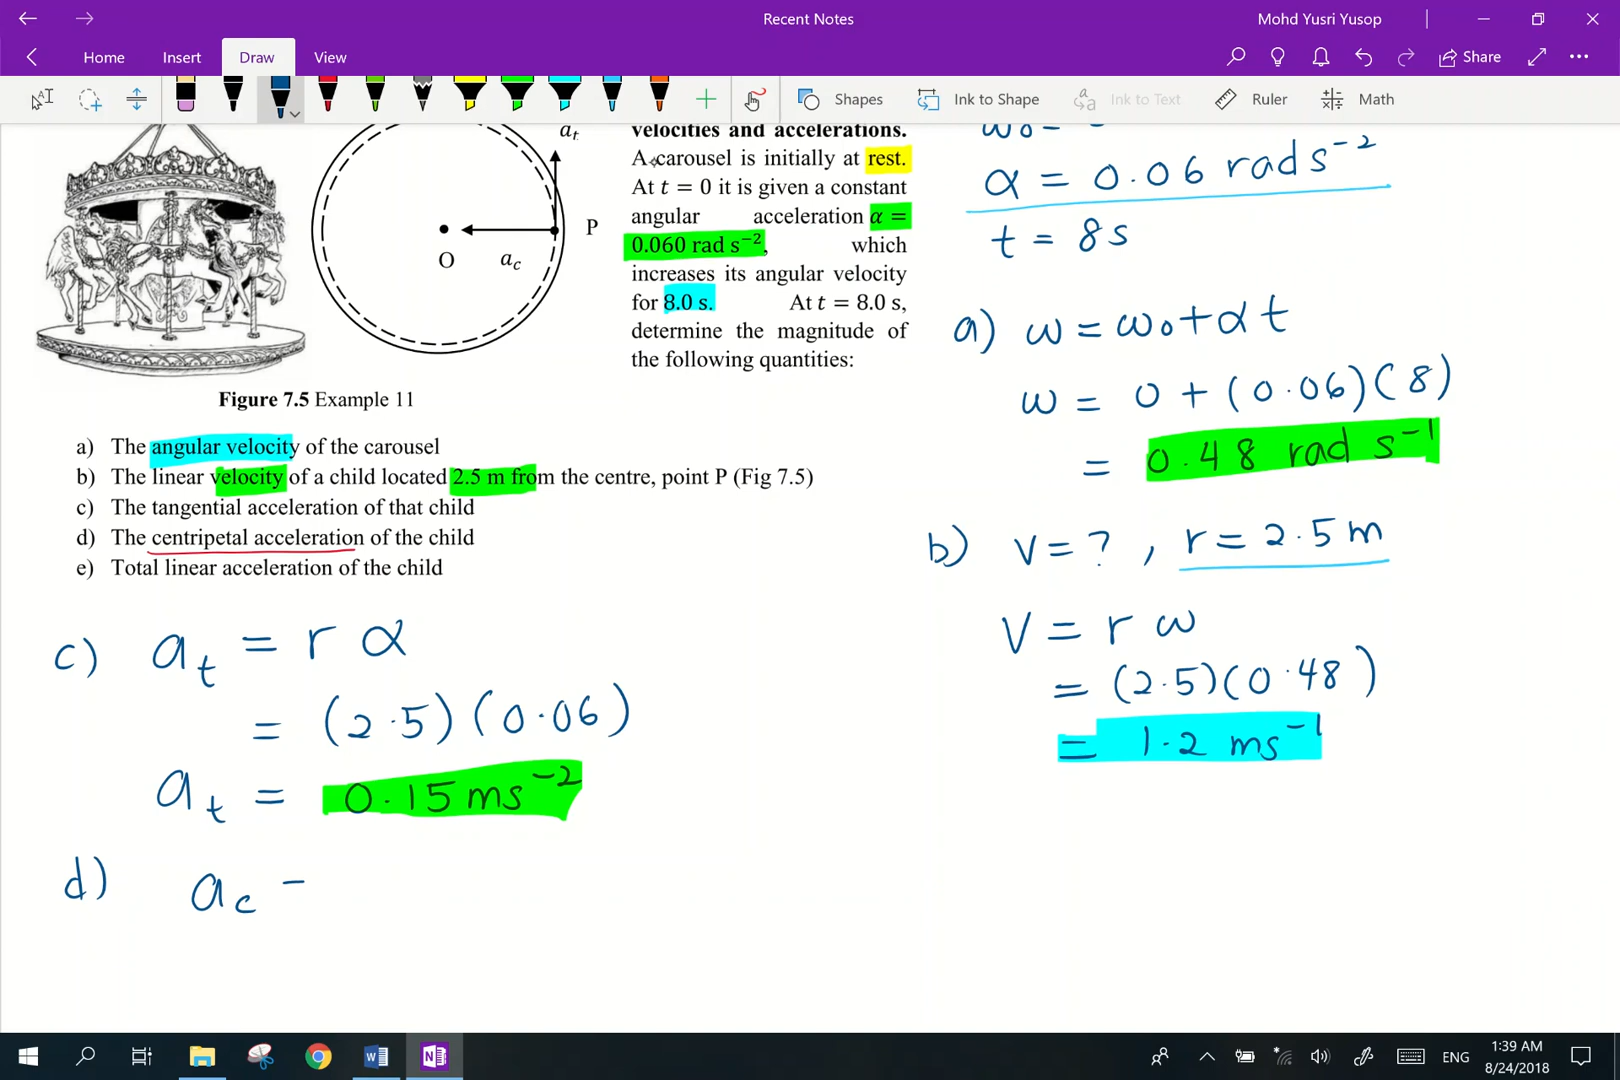 Recent Notes
Mohd Yusri Yusop
Home Insert Draw View
Share
Shapes
Ink to Shape
Ink to Text
Ruler
Math
velocities and accelerations.
A carousel is initially at rest.
At t = 0 it is given a constant
angular acceleration α =
0.060 rad s⁻², which
increases its angular velocity
for 8.0 s. At t = 8.0 s,
determine the magnitude of
the following quantities:
aₜ
P
O
a_c
Figure 7.5 Example 11
a) The angular velocity of the carousel
b) The linear velocity of a child located 2.5 m from the centre, point P (Fig 7.5)
c) The tangential acceleration of that child
d) The centripetal acceleration of the child
e) Total linear acceleration of the child
c) aₜ = r α
= (2.5)(0.06)
aₜ = 0.15 ms⁻²
d) a_c -
α = 0.06 rad s⁻²
t = 8s
a) ω = ω₀ + αt
ω = 0 + (0.06)(8)
= 0.48 rad s⁻¹
b) v = ? , r = 2.5 m
V = r ω
= (2.5)(0.48)
= 1.2 ms⁻¹
ENG
1:39 AM
8/24/2018